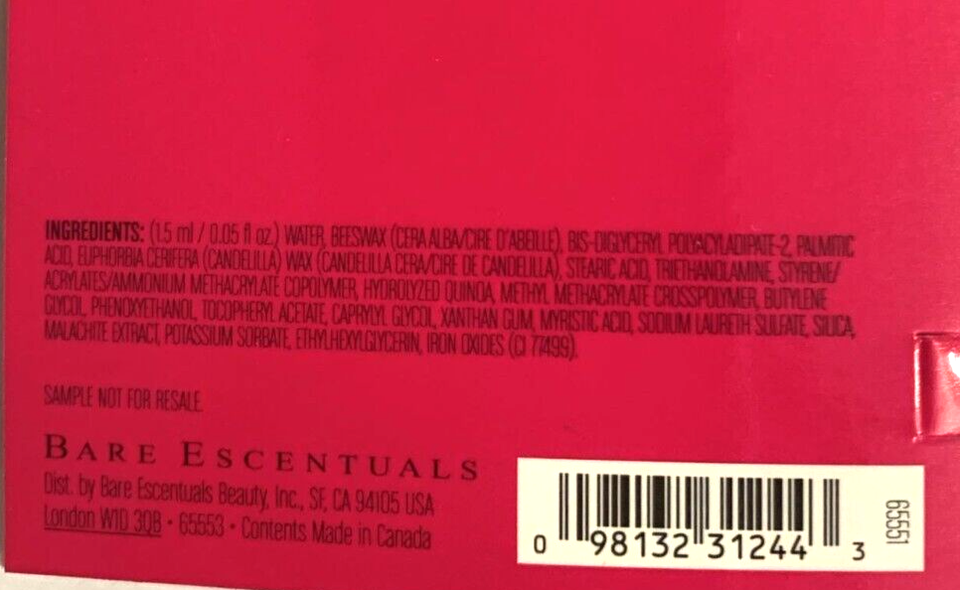 INGREDIENTS: (1.5 ml / 0.05 fl oz.) WATER, BEESWAX (CERA ALBA/CIRE D'ABEILLE), BIS-DIGLYCERYL POLYACYLADIPATE-2, PALMITIC
ACID, EUPHORBIA CERIFERA (CANDELILLA) WAX (CANDELILLA CERA/CIRE DE CANDELILLA), STEARIC ACID, TRIETHANOLAMINE, STYRENE/
ACRYLATES/AMMONIUM METHACRYLATE COPOLYMER, HYDROLYZED QUINOA, METHYL METHACRYLATE CROSSPOLYMER, BUTYLENE
GLYCOL, PHENOXYETHANOL, TOCOPHERYL ACETATE, CAPRYLYL GLYCOL, XANTHAN GUM, MYRISTIC ACID, SODIUM LAURETH SULFATE, SILICA,
MALACHITE EXTRACT, POTASSIUM SORBATE, ETHYLHEXYLGLYCERIN, IRON OXIDES (CI 77499).
SAMPLE NOT FOR RESALE.
BARE ESCENTUALS
Dist. by Bare Escentuals Beauty, Inc., SF, CA 94105 USA
London W1D 3QB • 65553 • Contents Made in Canada
0 98132 31244 3
65551